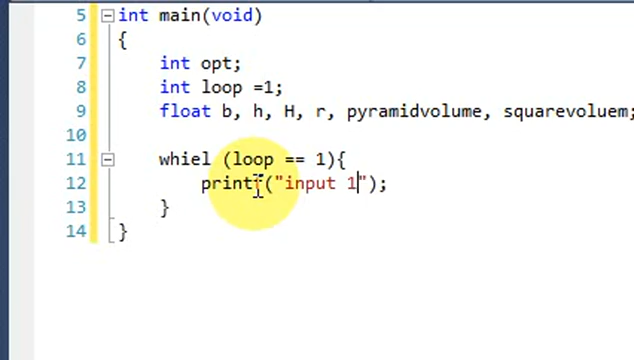 5 int main(void)
6 {
7 int opt;
8 int loop =1;
9 float b, h, H, r, pyramidvolume, squarevoluem;
10
11 whiel (loop == 1){
12 printf("input 1");
13 }
14 }